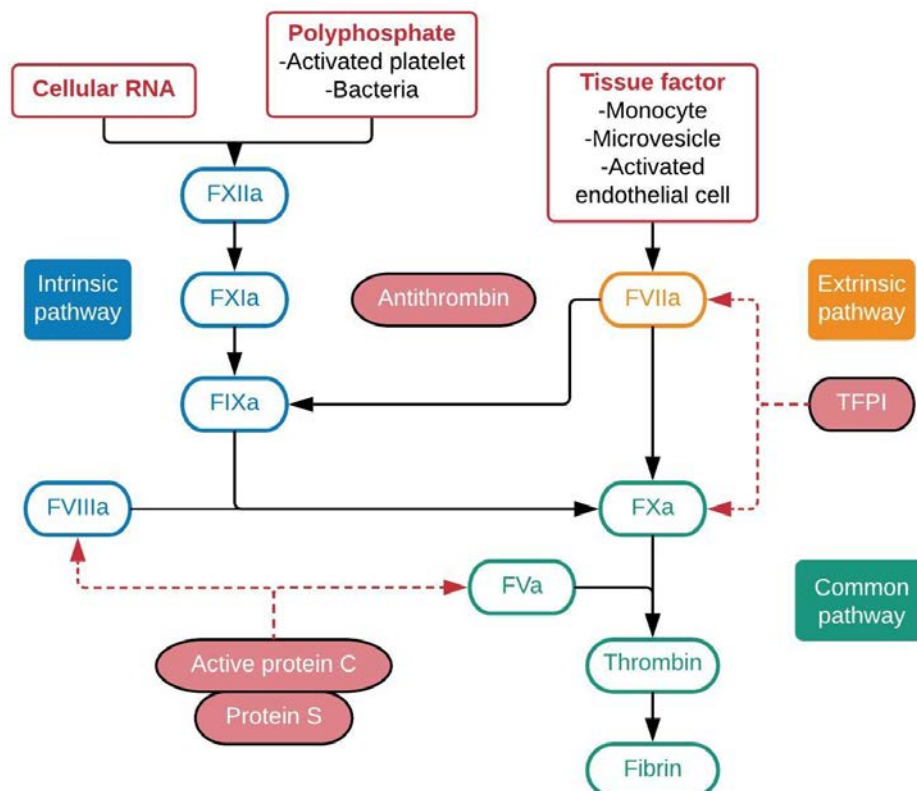 Cellular RNA
Polyphosphate
-Activated platelet
-Bacteria
Tissue factor
-Monocyte
-Microvesicle
-Activated
endothelial cell
FXIIa
Intrinsic
pathway
FXIa
Antithrombin
FVIIa
Extrinsic
pathway
FIXa
TFPI
FVIIIa
FXa
FVa
Common
pathway
Active protein C
Protein S
Thrombin
Fibrin